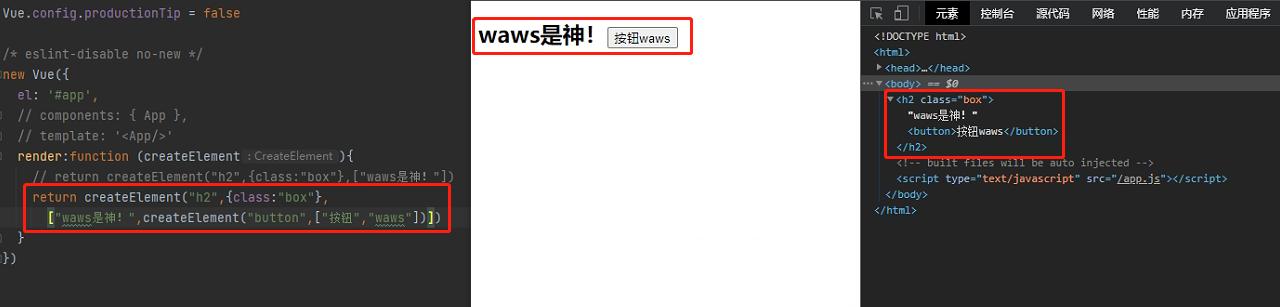 Vue.config.productionTip = false
/* eslint-disable no-new */
new Vue({
el: '#app',
// components: { App },
// template: '<App/>'
render:function (createElement :CreateElement ){
// return createElement("h2",{class:"box"},["waws是神！"])
return createElement("h2",{class:"box"},
["waws是神！",createElement("button",["按钮","waws"])])
}
})
waws是神！ 按钮waws
元素 控制台 源代码 网络 性能 内存 应用程序
<!DOCTYPE html>
<html>
<head>…</head>
<body> == $0
<h2 class="box">
"waws是神！"
<button>按钮waws</button>
</h2>
<!-- built files will be auto injected -->
<script type="text/javascript" src="/app.js"></script>
</body>
</html>